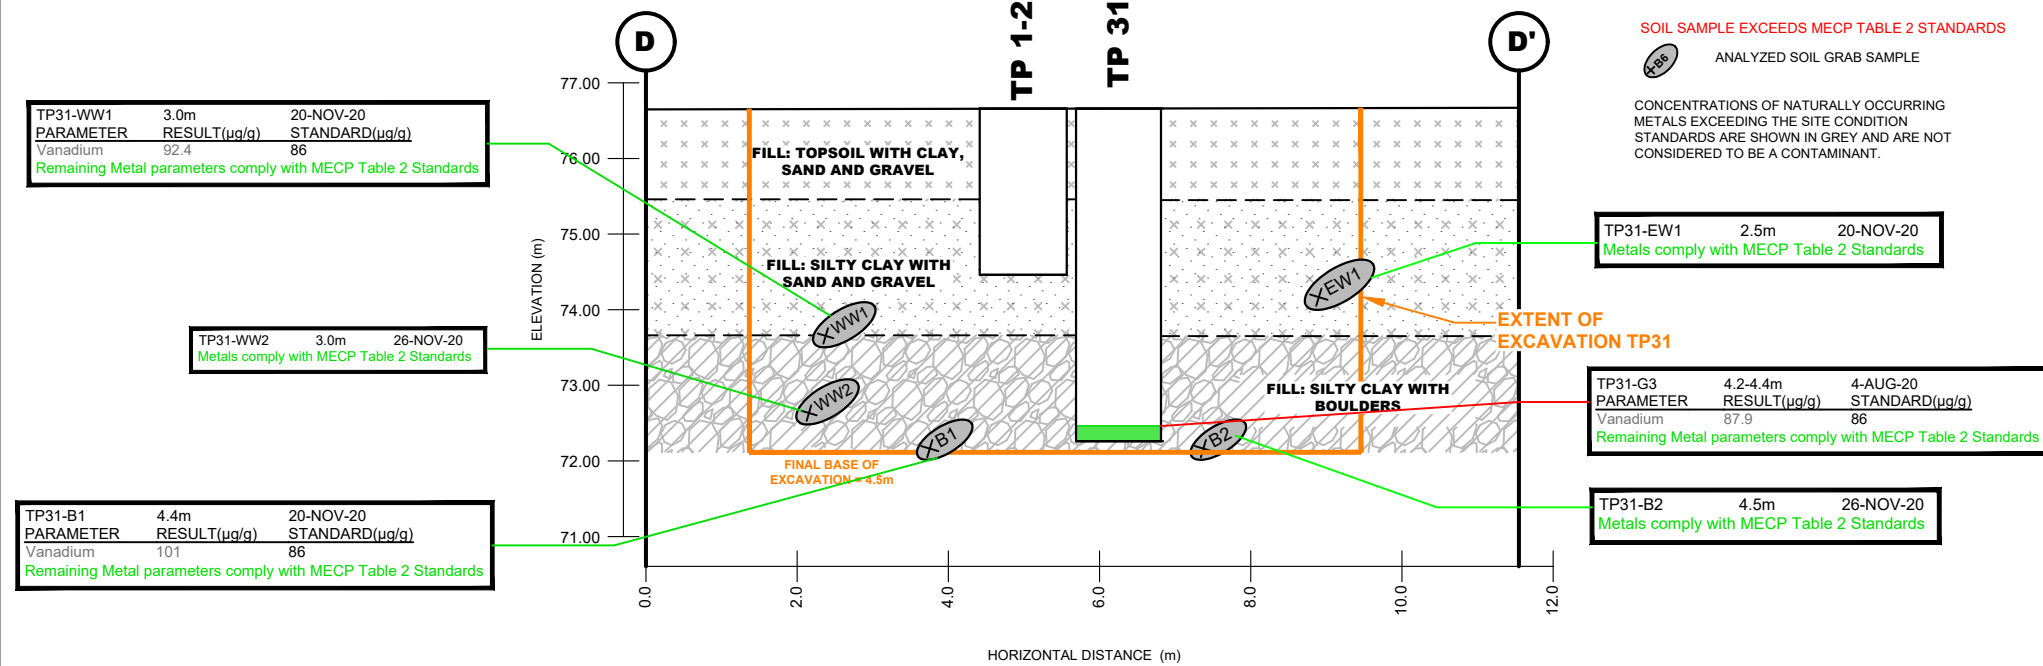 D
TP 1-2
TP 31
D'
SOIL SAMPLE EXCEEDS MECP TABLE 2 STANDARDS
B6
ANALYZED SOIL GRAB SAMPLE
CONCENTRATIONS OF NATURALLY OCCURRING
METALS EXCEEDING THE SITE CONDITION
STANDARDS ARE SHOWN IN GREY AND ARE NOT
CONSIDERED TO BE A CONTAMINANT.
TP31-WW1 3.0m 20-NOV-20
PARAMETER RESULT(µg/g) STANDARD(µg/g)
Vanadium 92.4 86
Remaining Metal parameters comply with MECP Table 2 Standards
TP31-WW2 3.0m 26-NOV-20
Metals comply with MECP Table 2 Standards
TP31-B1 4.4m 20-NOV-20
PARAMETER RESULT(µg/g) STANDARD(µg/g)
Vanadium 101 86
Remaining Metal parameters comply with MECP Table 2 Standards
ELEVATION (m)
77.00
76.00
75.00
74.00
73.00
72.00
71.00
FILL: TOPSOIL WITH CLAY,
SAND AND GRAVEL
FILL: SILTY CLAY WITH
SAND AND GRAVEL
WW1
WW2
B1
EW1
B2
FILL: SILTY CLAY WITH
BOULDERS
FINAL BASE OF
EXCAVATION = 4.5m
EXTENT OF
EXCAVATION TP31
TP31-EW1 2.5m 20-NOV-20
Metals comply with MECP Table 2 Standards
TP31-G3 4.2-4.4m 4-AUG-20
PARAMETER RESULT(µg/g) STANDARD(µg/g)
Vanadium 87.9 86
Remaining Metal parameters comply with MECP Table 2 Standards
TP31-B2 4.5m 26-NOV-20
Metals comply with MECP Table 2 Standards
0.0 2.0 4.0 6.0 8.0 10.0 12.0
HORIZONTAL DISTANCE (m)